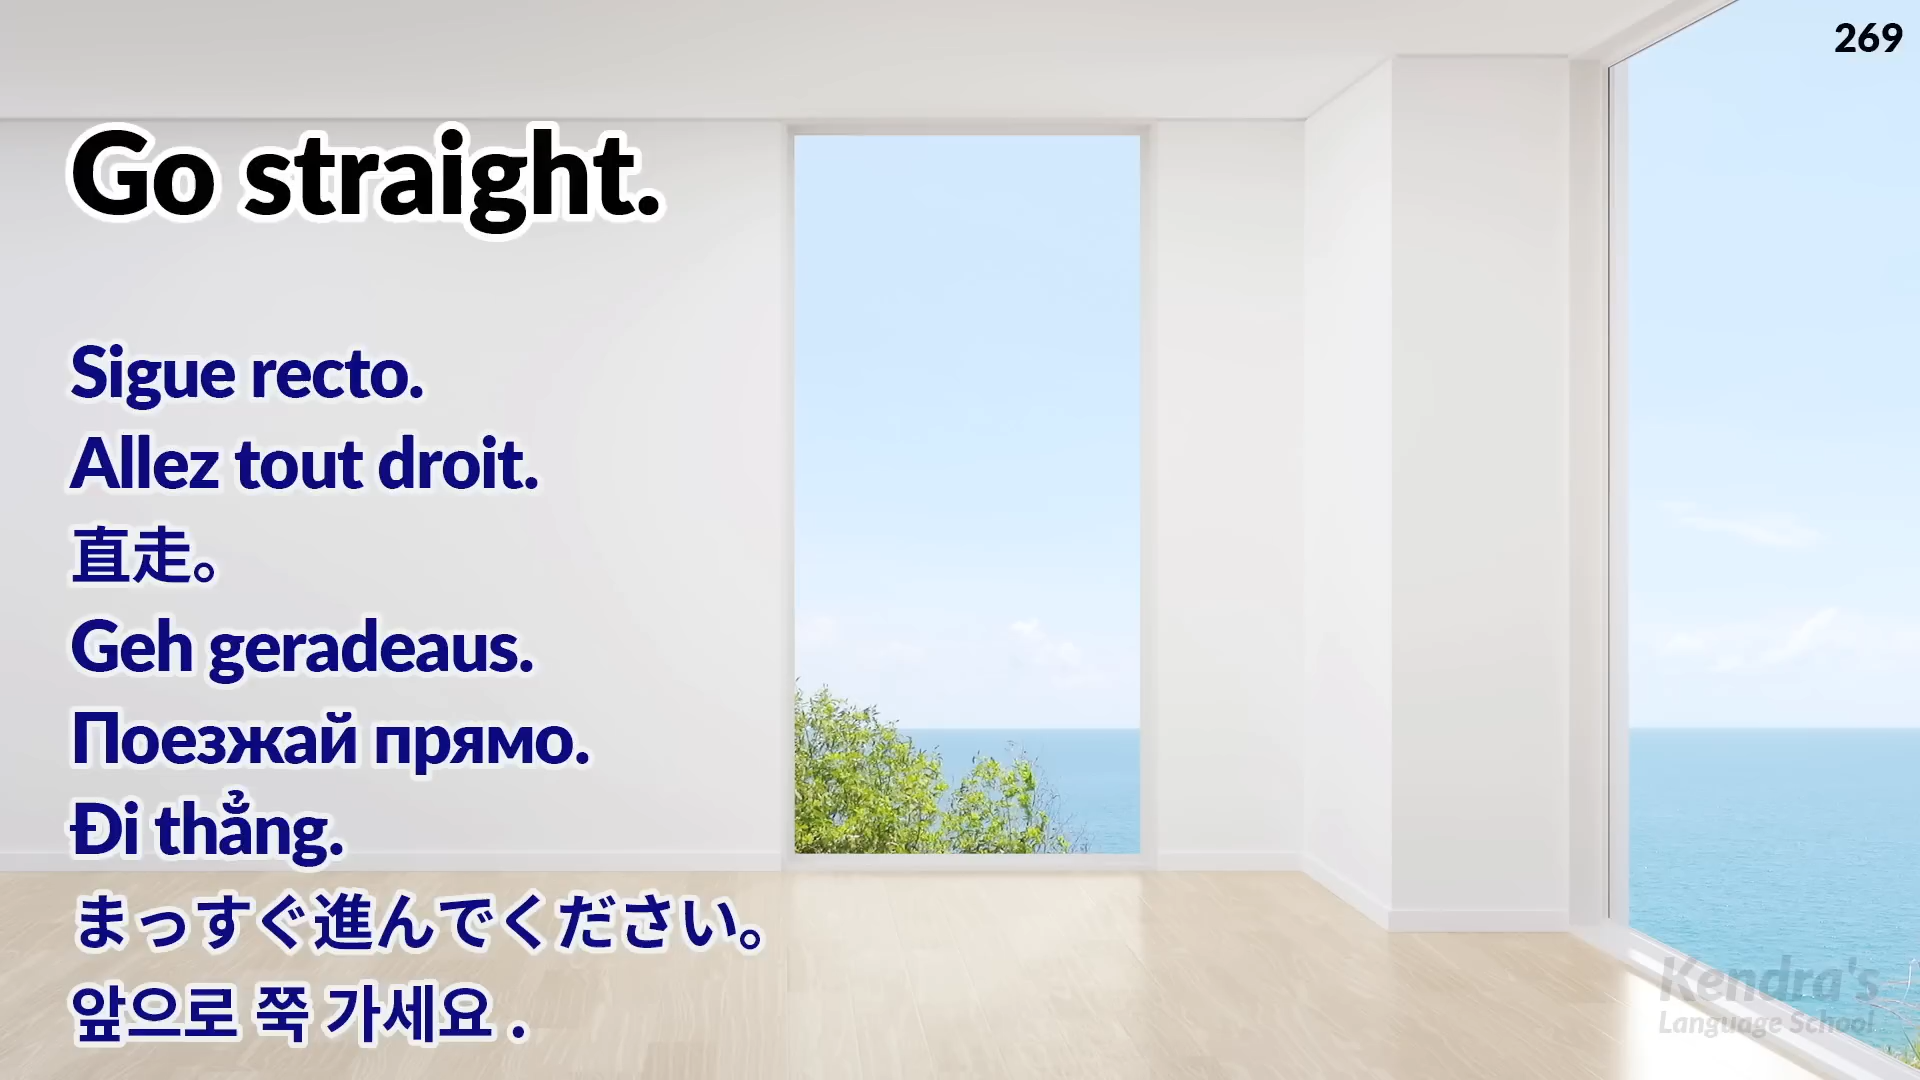 269
Go straight.
Sigue recto.
Allez tout droit.
直走。
Geh geradeaus.
Поезжай прямо.
Đi thẳng.
まっすぐ進んでください。
앞으로 쭉 가세요 .
Kendra's
Language School